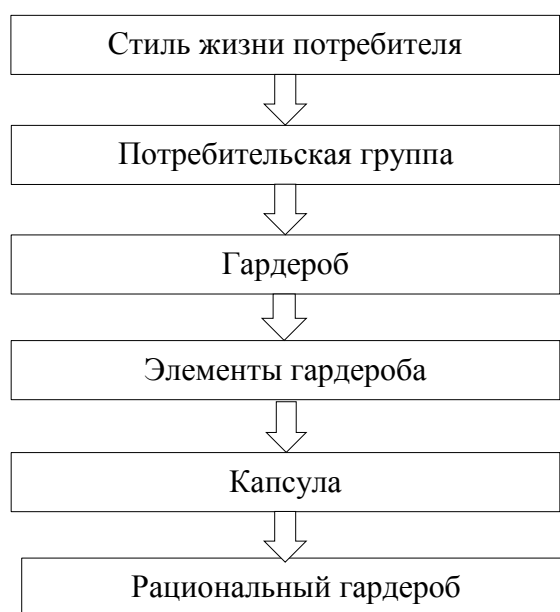 Стиль жизни потребителя
Потребительская группа
Гардероб
Элементы гардероба
Капсула
Рациональный гардероб